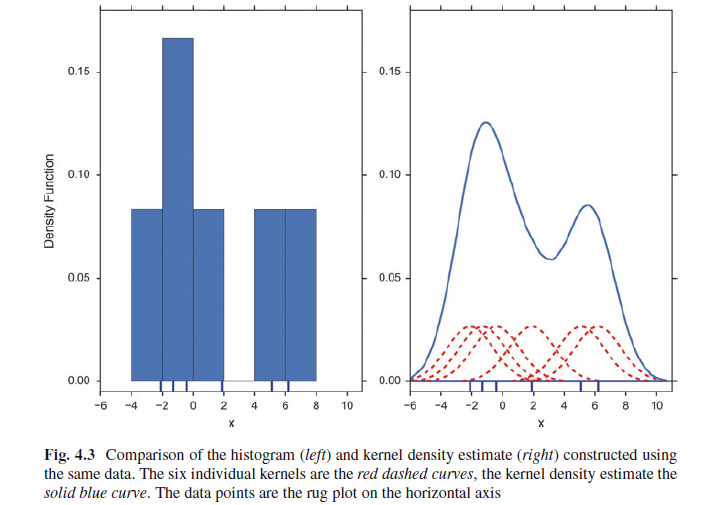 0.15
0.10
0.05
0.00
Density Function
−6 −4 −2 0 2 4 6 8 10
x
0.15
0.10
0.05
0.00
−6 −4 −2 0 2 4 6 8 10
x
Fig. 4.3 Comparison of the histogram (left) and kernel density estimate (right) constructed using
the same data. The six individual kernels are the red dashed curves, the kernel density estimate the
solid blue curve. The data points are the rug plot on the horizontal axis